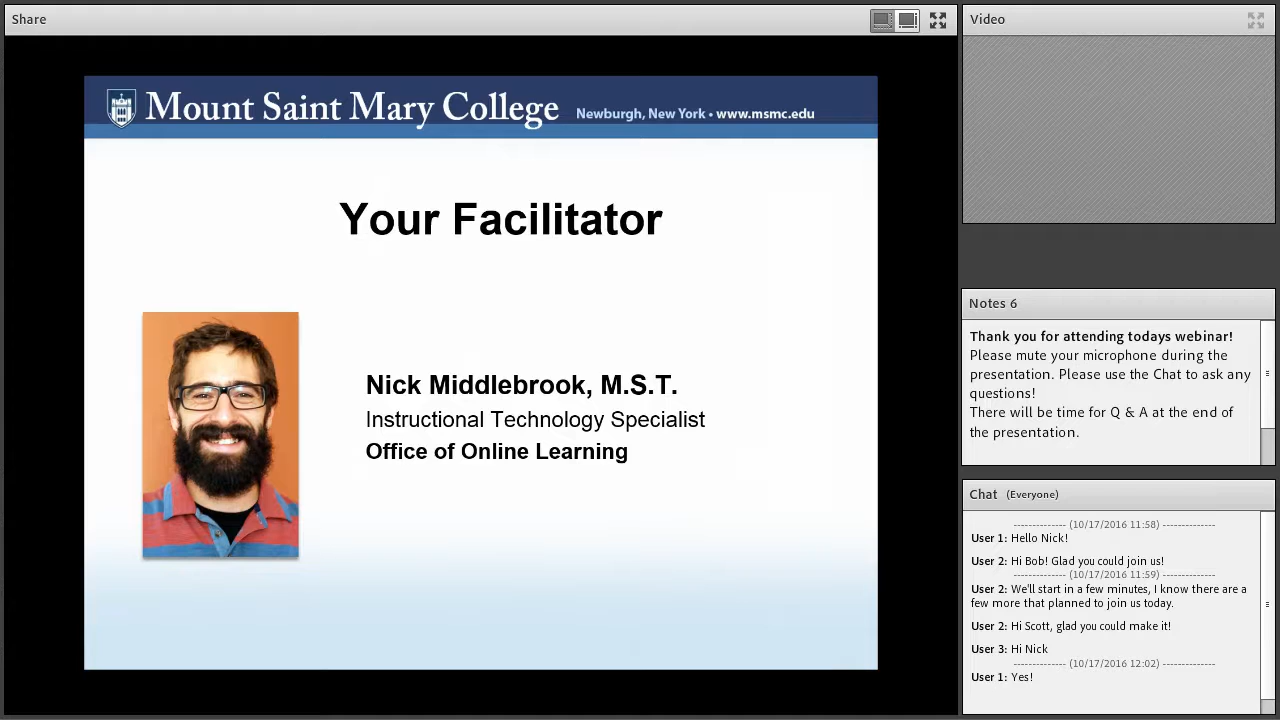 Share
Mount Saint Mary College Newburgh, New York • www.msmc.edu
Your Facilitator
Nick Middlebrook, M.S.T.
Instructional Technology Specialist
Office of Online Learning
Video
Notes 6
Thank you for attending todays webinar!
Please mute your microphone during the
presentation. Please use the Chat to ask any
questions!
There will be time for Q & A at the end of
the presentation.
Chat (Everyone)
-------------- (10/17/2016 11:58) --------------
User 1: Hello Nick!
User 2: Hi Bob! Glad you could join us!
-------------- (10/17/2016 11:59) --------------
User 2: We'll start in a few minutes, I know there are a
few more that planned to join us today.
User 2: Hi Scott, glad you could make it!
User 3: Hi Nick
-------------- (10/17/2016 12:02) --------------
User 1: Yes!